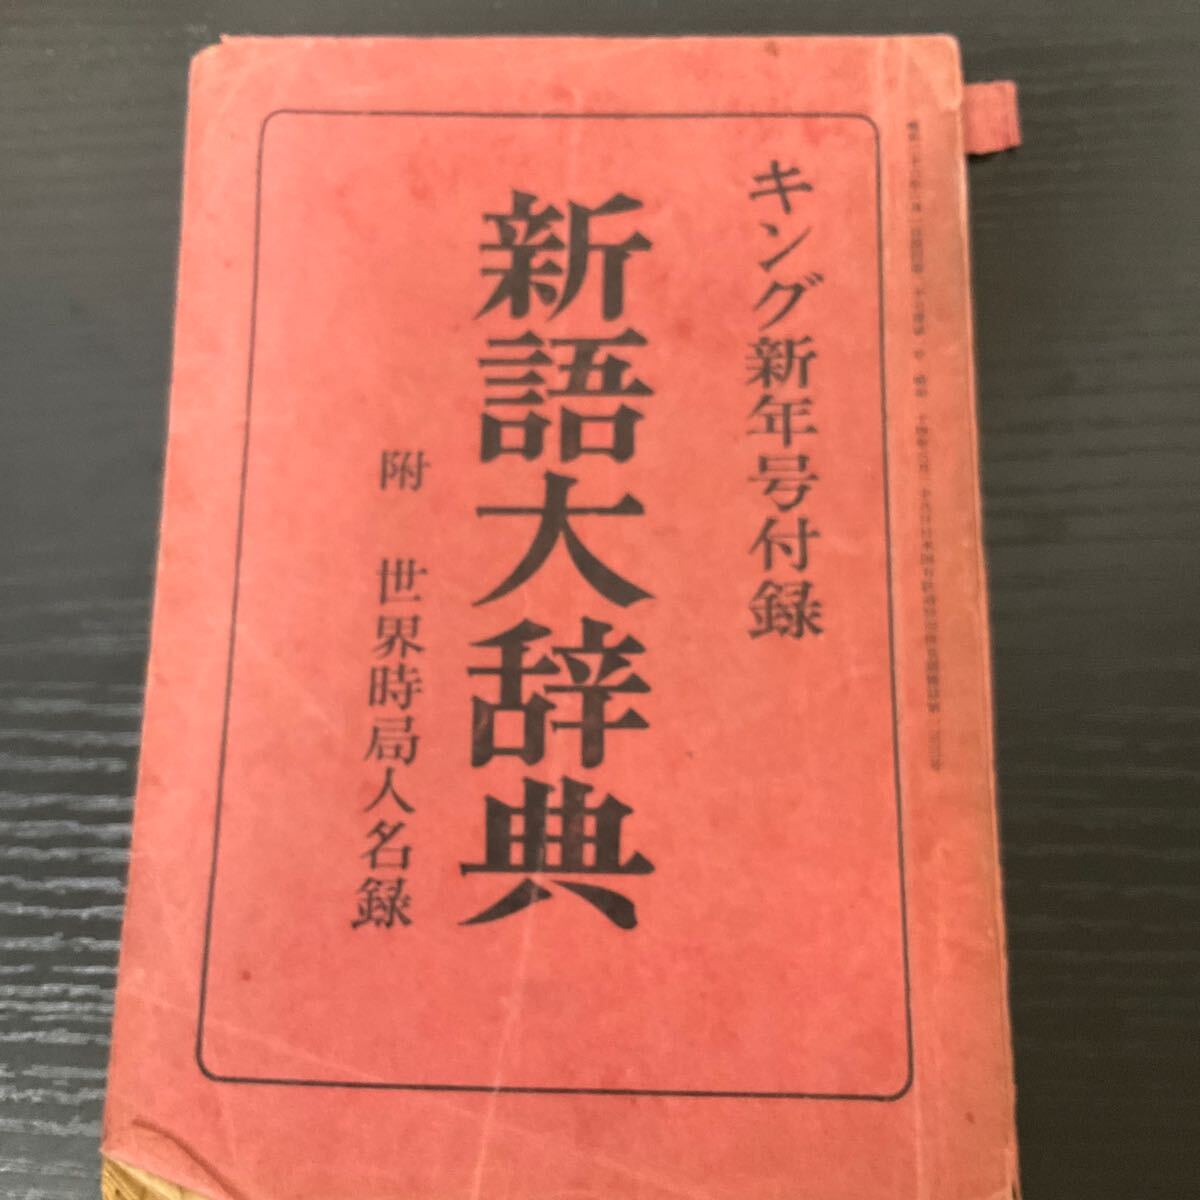 キング新年号付録
新語大辞典
附 世界時局人名録